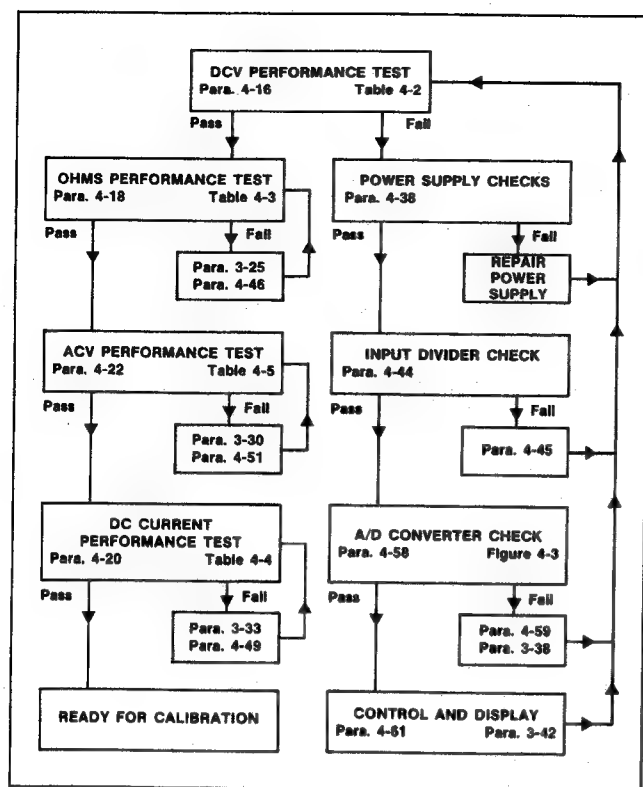 DCV PERFORMANCE TEST
Para. 4-16 Table 4-2
Pass Fail
OHMS PERFORMANCE TEST
Para. 4-18 Table 4-3
Pass Fail
Para. 3-25
Para. 4-46
ACV PERFORMANCE TEST
Para. 4-22 Table 4-5
Pass Fail
Para. 3-30
Para. 4-51
DC CURRENT
PERFORMANCE TEST
Para. 4-20 Table 4-4
Pass Fail
Para. 3-33
Para. 4-49
READY FOR CALIBRATION
POWER SUPPLY CHECKS
Para. 4-38
Pass Fail
REPAIR
POWER
SUPPLY
INPUT DIVIDER CHECK
Para. 4-44
Pass Fail
Para. 4-45
A/D CONVERTER CHECK
Para. 4-58 Figure 4-3
Pass Fail
Para. 4-59
Para. 3-38
CONTROL AND DISPLAY
Para. 4-61 Para. 3-42